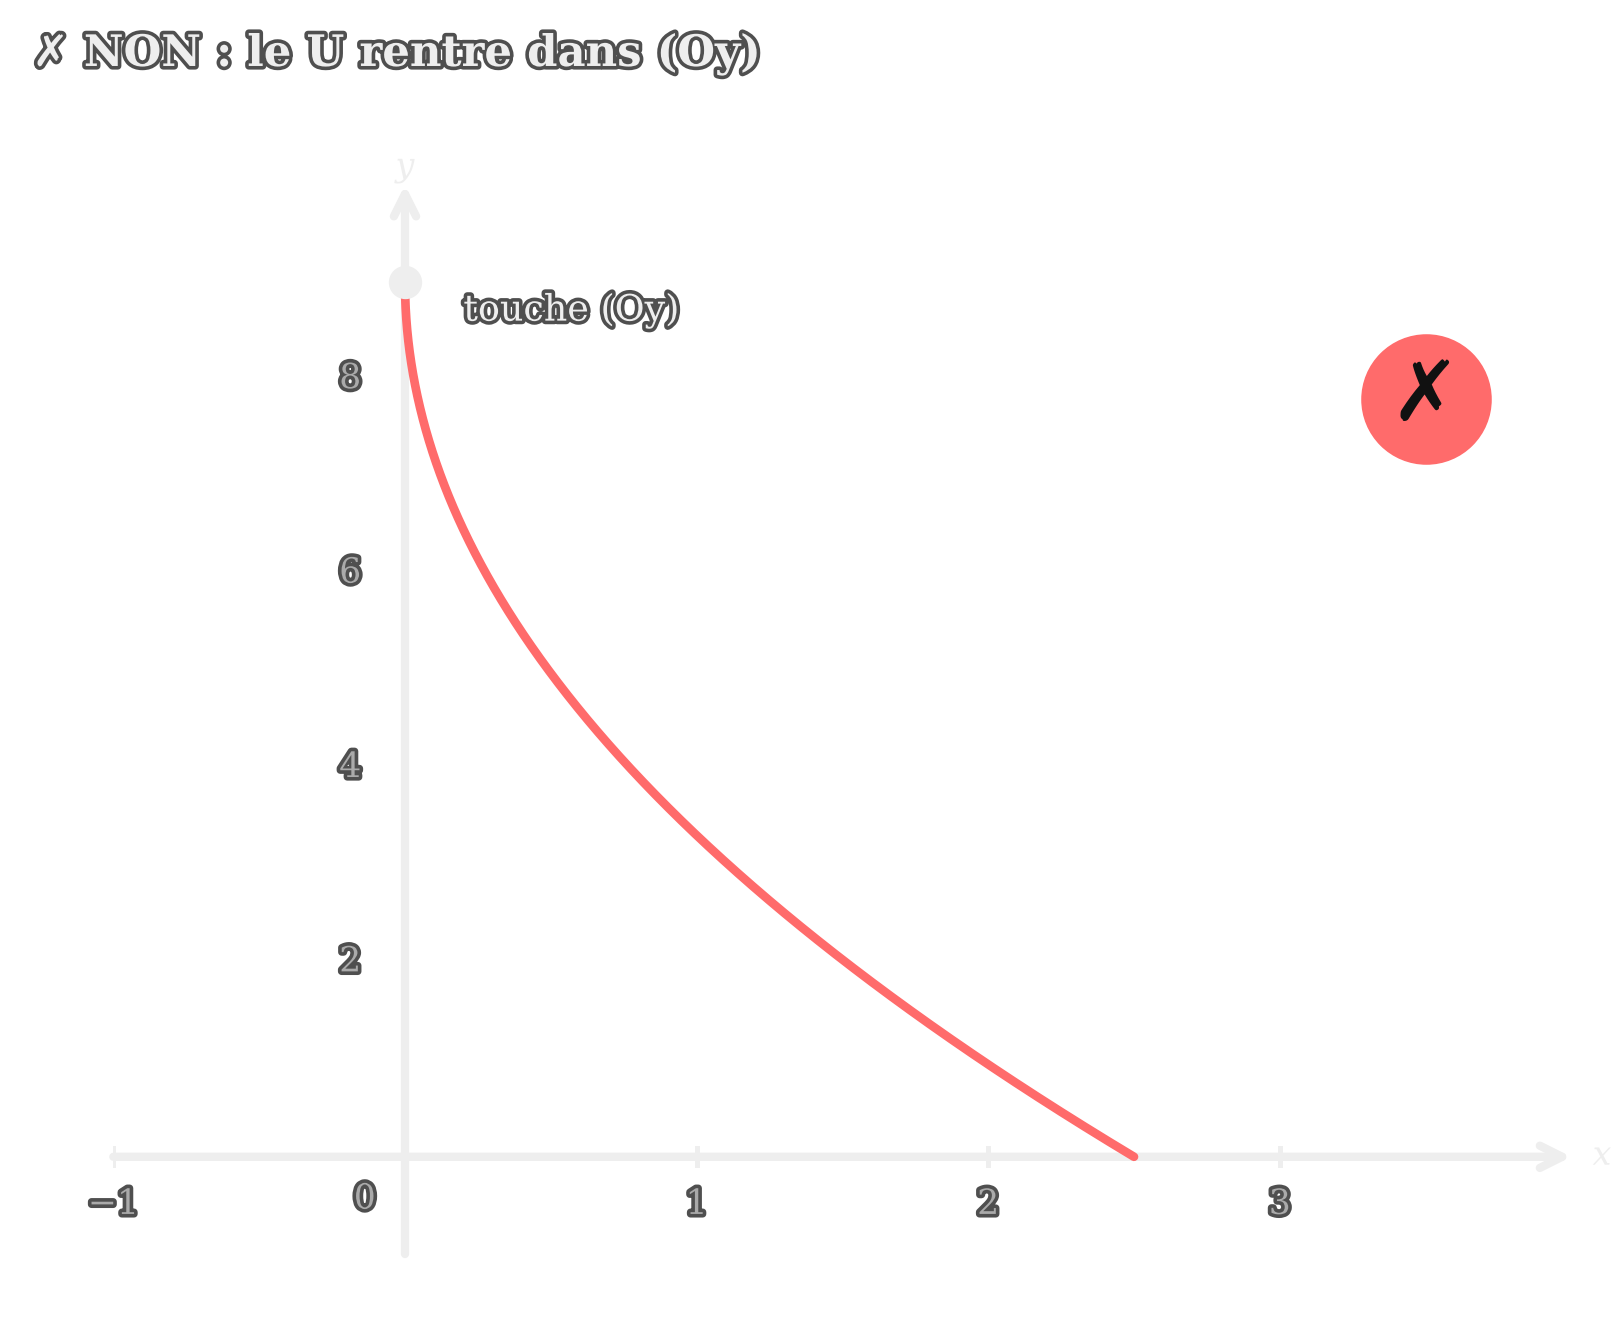 ✗ NON : le U rentre dans (Oy)
y
touche (Oy)
8
✗
6
4
2
x
−1 0 1 2 3